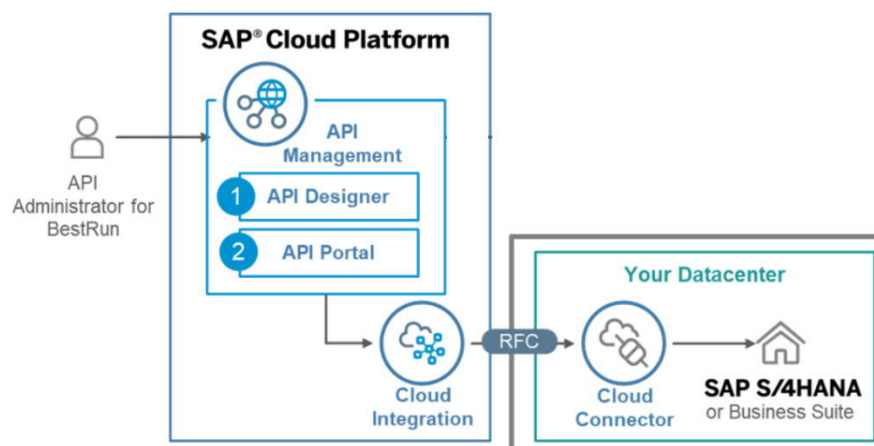 SAP® Cloud Platform
API
Management
1
API Designer
2
API Portal
API
Administrator for
BestRun
Cloud
Integration
RFC
Your Datacenter
Cloud
Connector
SAP S/4HANA
or Business Suite